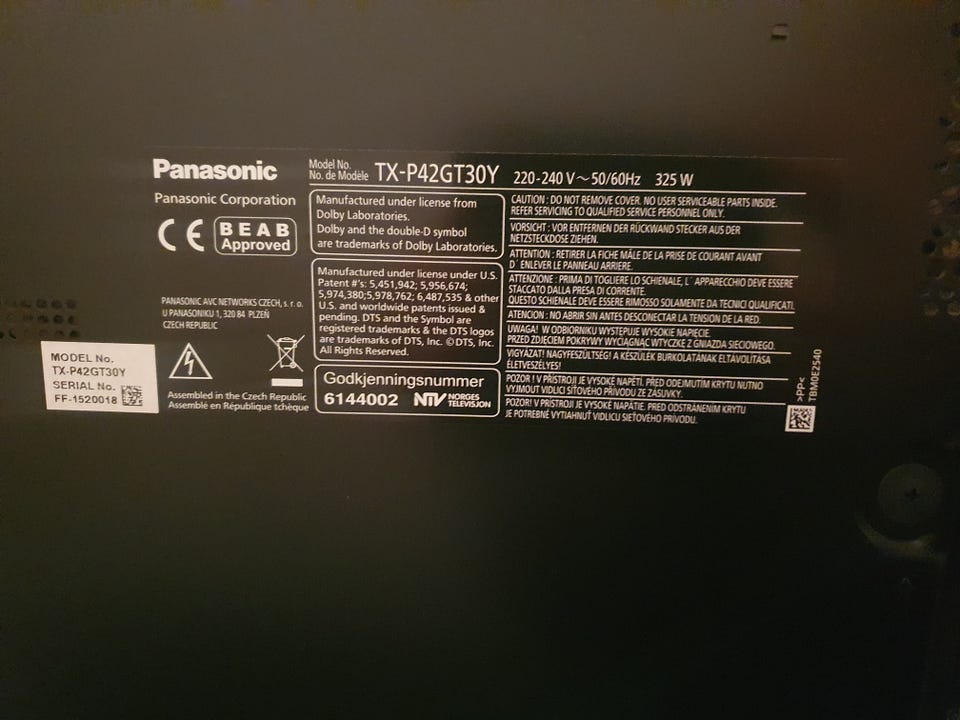 Panasonic
Panasonic Corporation
CE
BEAB
Approved
PANASONIC AVC NETWORKS CZECH, s. r. o.
U PANASONIKU 1, 320 84 PLZEŇ
CZECH REPUBLIC
Assembled in the Czech Republic
Assemblé en République tchèque
MODEL No.
TX-P42GT30Y
SERIAL No.
FF-1520018
Model No.
No. de Modèle
TX-P42GT30Y 220-240 V ~ 50/60Hz 325 W
Manufactured under license from
Dolby Laboratories.
Dolby and the double-D symbol
are trademarks of Dolby Laboratories.
Manufactured under license under U.S.
Patent #'s: 5,451,942; 5,956,674;
5,974,380;5,978,762; 6,487,535 & other
U.S. and worldwide patents issued &
pending. DTS and the Symbol are
registered trademarks & the DTS logos
are trademarks of DTS, Inc. © DTS, Inc.
All Rights Reserved.
Godkjenningsnummer
6144002 NTV NORGES
TELEVISJON
CAUTION : DO NOT REMOVE COVER. NO USER SERVICEABLE PARTS INSIDE.
REFER SERVICING TO QUALIFIED SERVICE PERSONNEL ONLY.
VORSICHT : VOR ENTFERNEN DER RÜCKWAND STECKER AUS DER
NETZSTECKDOSE ZIEHEN.
ATTENTION : RETIRER LA FICHE MÂLE DE LA PRISE DE COURANT AVANT
D' ENLEVER LE PANNEAU ARRIERE.
ATTENZIONE : PRIMA DI TOGLIERE LO SCHIENALE, L' APPARECCHIO DEVE ESSERE
STACCATO DALLA PRESA DI CORRENTE.
QUESTO SCHIENALE DEVE ESSERE RIMOSSO SOLAMENTE DA TECNICI QUALIFICATI.
ATENCION : NO ABRIR SIN ANTES DESCONECTAR LA TENSION DE LA RED.
UWAGA! W ODBIORNIKU WYSTEPUJE WYSOKIE NAPIECIE.
PRZED ZDJECIEM POKRYWY WYCIAGNAC WTYCZKE Z GNIAZDA SIECIOWEGO.
VIGYÁZAT! NAGYFESZÜLTSÉG! A KÉSZÜLÉK BURKOLATÁNAK ELTÁVOLÍTÁSA
ÉLETVESZÉLYES!
POZOR ! V PŘÍSTROJI JE VYSOKÉ NAPĚTÍ. PŘED ODEJMUTÍM KRYTU NUTNO
VYJMOUT VIDLICI SÍŤOVÉHO PŘÍVODU ZE ZÁSUVKY.
POZOR! V PRÍSTROJI JE VYSOKÉ NAPÄTIE. PRED ODSTRÁNENIM KRYTU
JE POTREBNÉ VYTIAHNUŤ VIDLICU SIEŤOVÉHO PRÍVODU.
>PP<
TBM0E2540